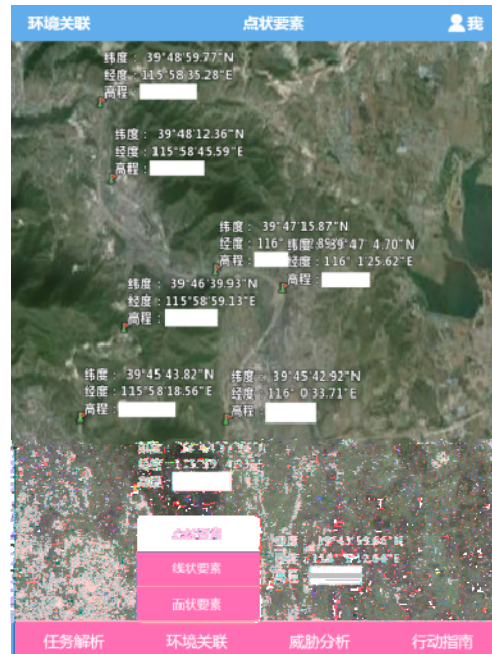 环境关联
点状要素
我
纬度： 39°48'59.77"N
经度：115°58'35.28"E
高程：
纬度： 39°48'12.36"N
经度：115°58'45.59"E
高程：
纬度： 39°47'15.87"N
经度：116°
高程：
纬度：39°47' 4.70"N
经度：116° 1'25.62"E
高程：
纬度： 39°46'39.93"N
经度：115°58'59.13"E
高程：
纬度： 39°45'43.82"N
经度：115°58'18.56"E
高程：
纬度： 39°45'42.92"N
经度：116° 0'33.71"E
高程：
线状要素
面状要素
任务解析
环境关联
威胁分析
行动指南